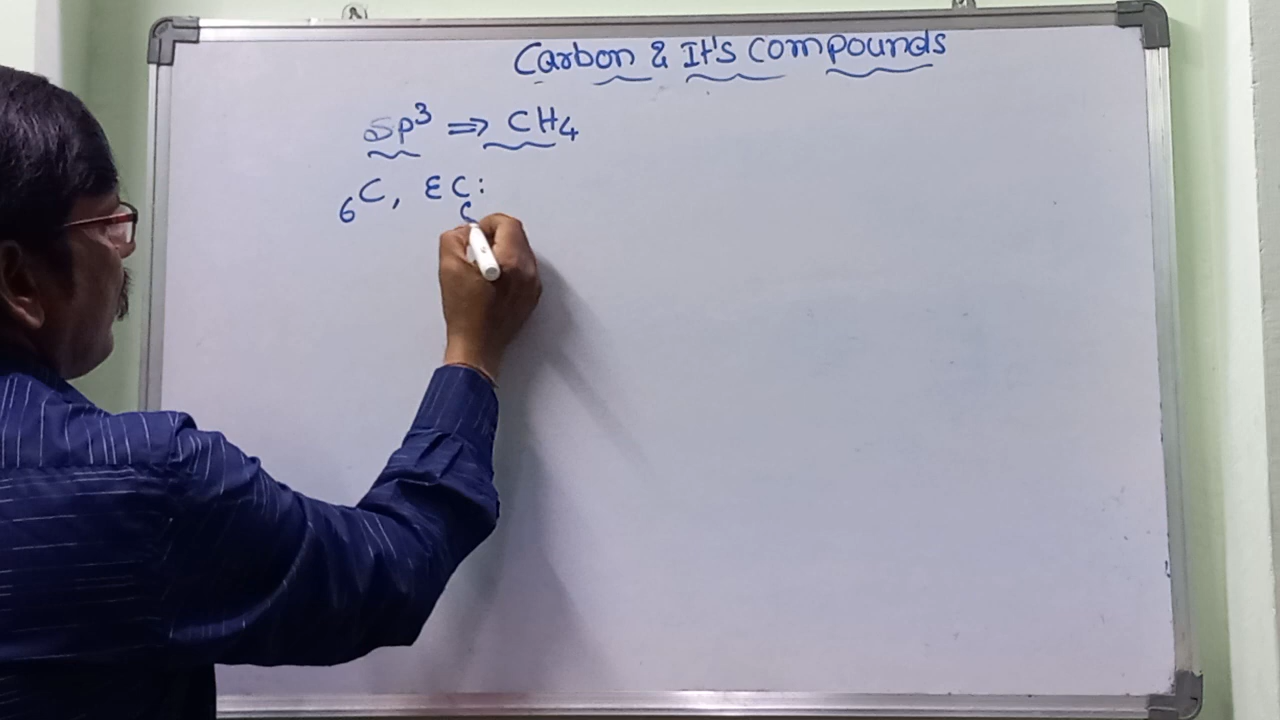 Carbon & It's Compounds
Sp³ ⇒ CH₄
₆C, EC: